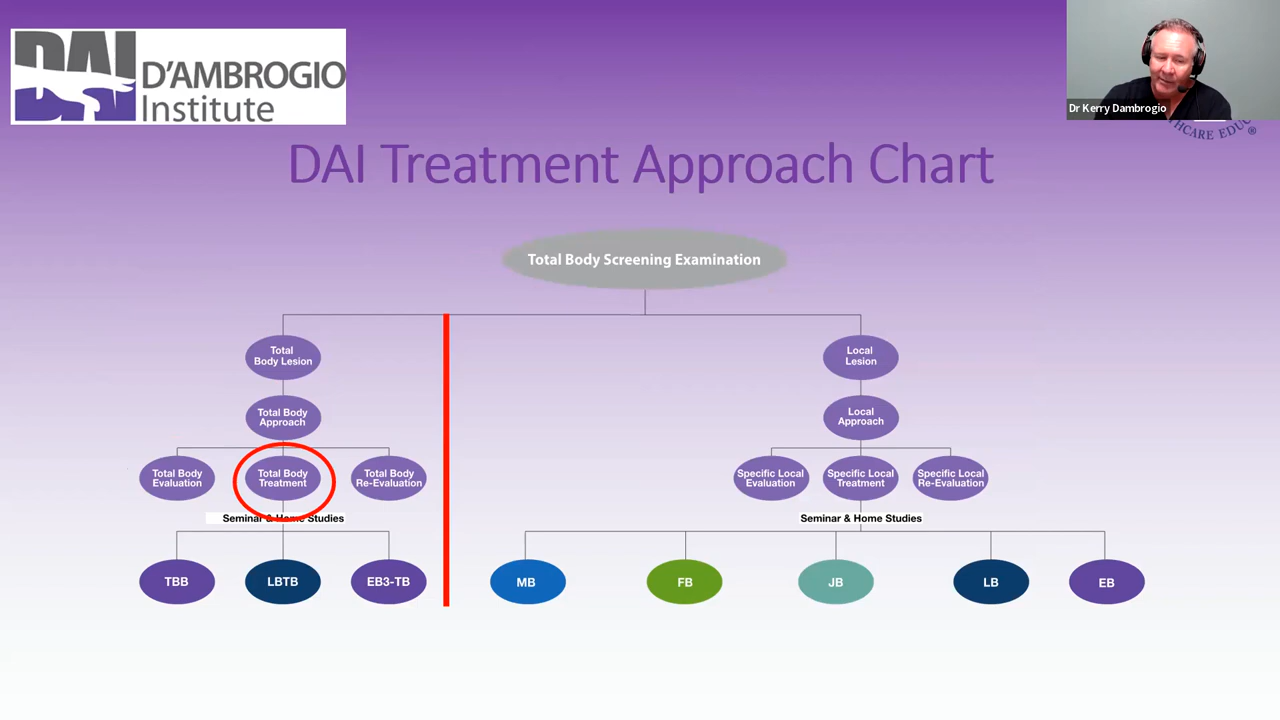 DAI
D'AMBROGIO
Institute
Dr Kerry Dambrogio
DAI Treatment Approach Chart
Total Body Screening Examination
Total
Body Lesion
Local
Lesion
Total Body
Approach
Local
Approach
Total Body
Evaluation
Total Body
Treatment
Total Body
Re-Evaluation
Specific Local
Evaluation
Specific Local
Treatment
Specific Local
Re-Evaluation
Seminar & Home Studies
Seminar & Home Studies
TBB
LBTB
EB3-TB
MB
FB
JB
LB
EB